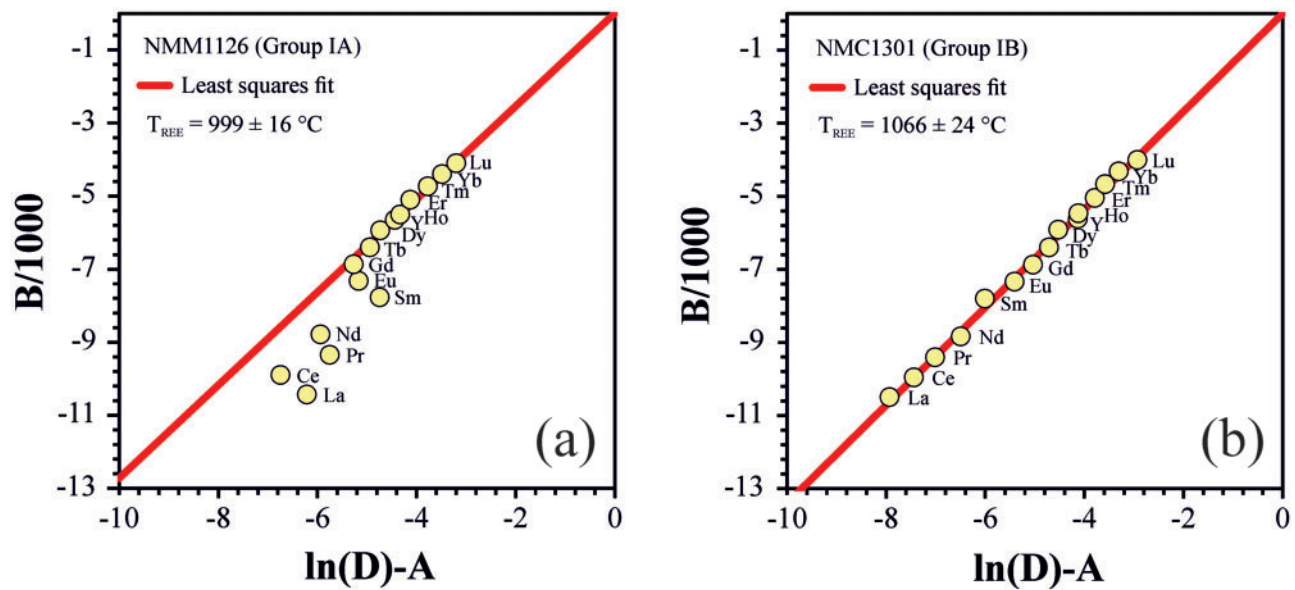 NMM1126 (Group IA)
Least squares fit
T_REE = 999 ± 16 °C
-1
-3
-5
-7
-9
-11
-13
B/1000
Lu
Yb
Tm
Er
Ho
Y
Dy
Tb
Gd
Eu
Sm
Nd
Pr
Ce
La
(a)
-10
-8
-6
-4
-2
0
ln(D)-A
NMC1301 (Group IB)
Least squares fit
T_REE = 1066 ± 24 °C
-1
-3
-5
-7
-9
-11
-13
B/1000
Lu
Yb
Tm
Er
Ho
Y
Dy
Tb
Gd
Eu
Sm
Nd
Pr
Ce
La
(b)
-10
-8
-6
-4
-2
0
ln(D)-A